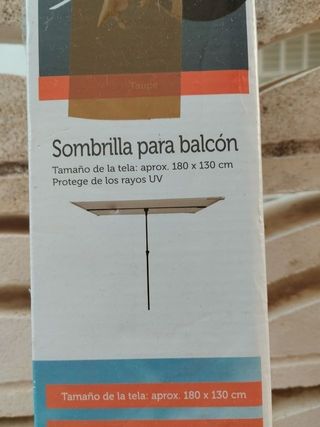 Taupe
Sombrilla para balcón
Tamaño de la tela: aprox. 180 x 130 cm
Protege de los rayos UV
Tamaño de la tela: aprox. 180 x 130 cm